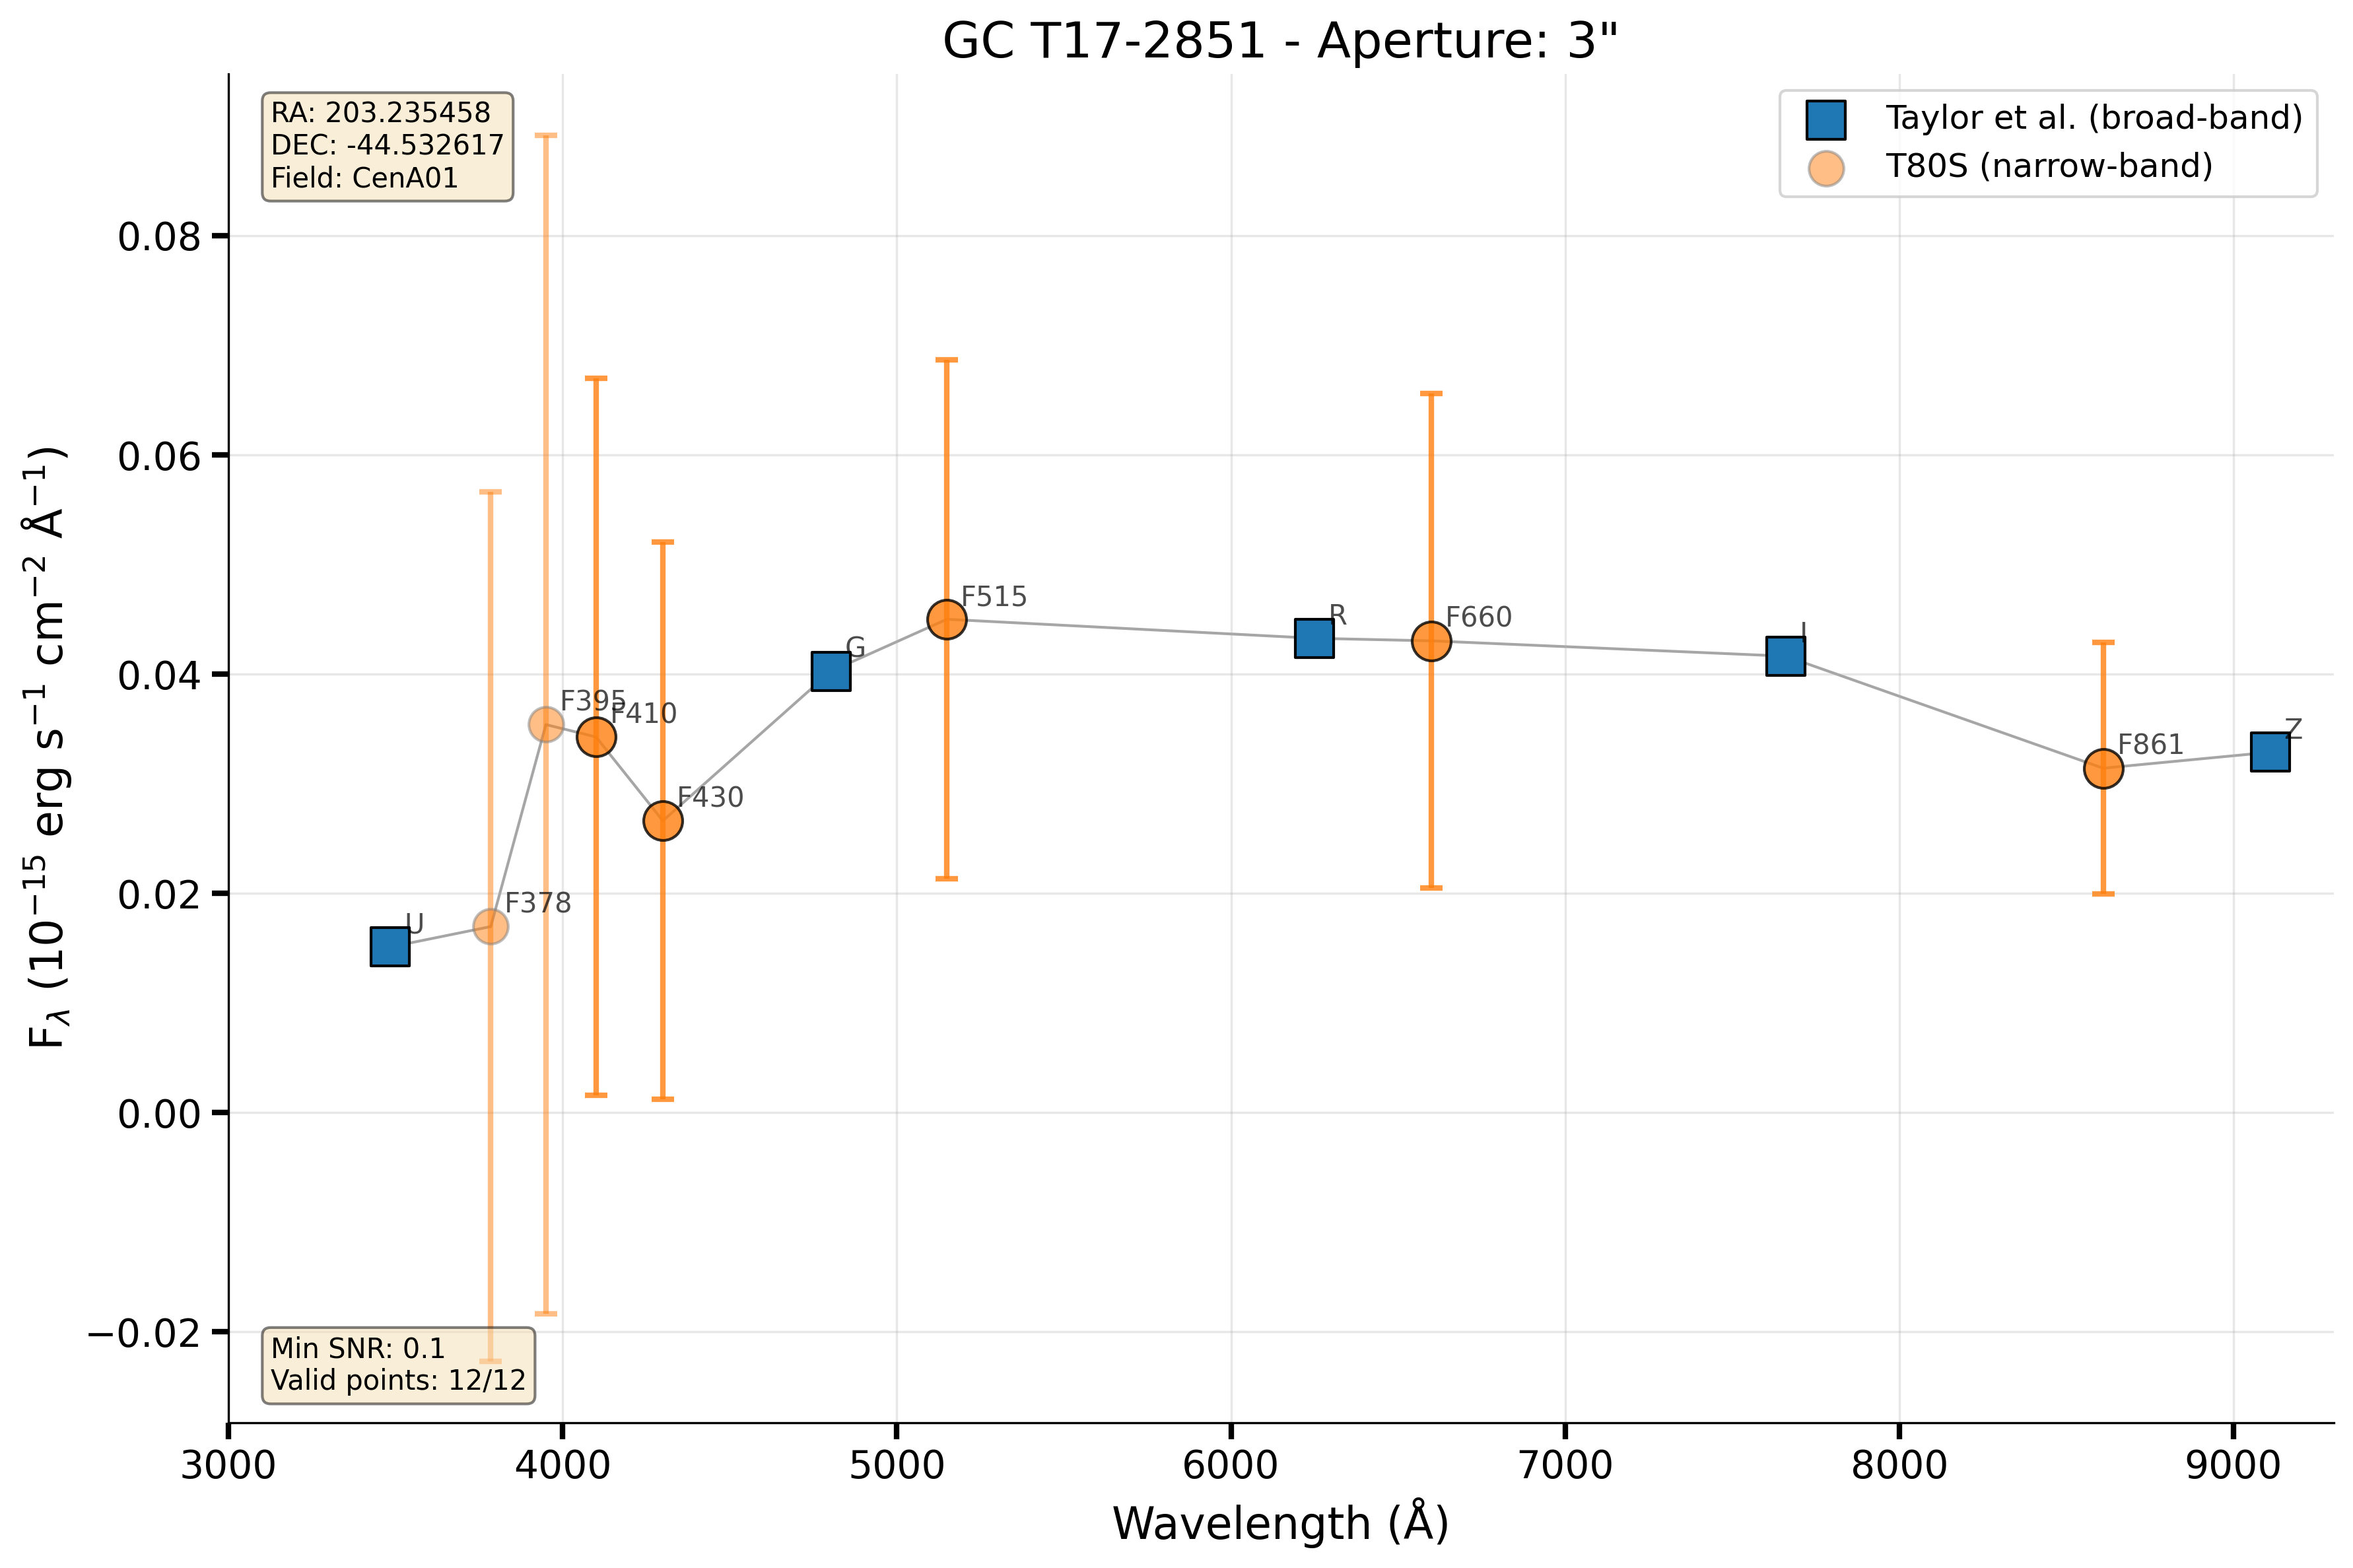 GC T17-2851 - Aperture: 3"
RA: 203.235458
DEC: -44.532617
Field: CenA01
Taylor et al. (broad-band)
T80S (narrow-band)
0.08
0.06
0.04
0.02
0.00
−0.02
F$_λ$ (10$^{−15}$ erg s$^{−1}$ cm$^{−2}$ Å$^{−1}$)
U
F378
F395
F410
F430
G
F515
R
F660
I
F861
Z
Min SNR: 0.1
Valid points: 12/12
3000 4000 5000 6000 7000 8000 9000
Wavelength (Å)